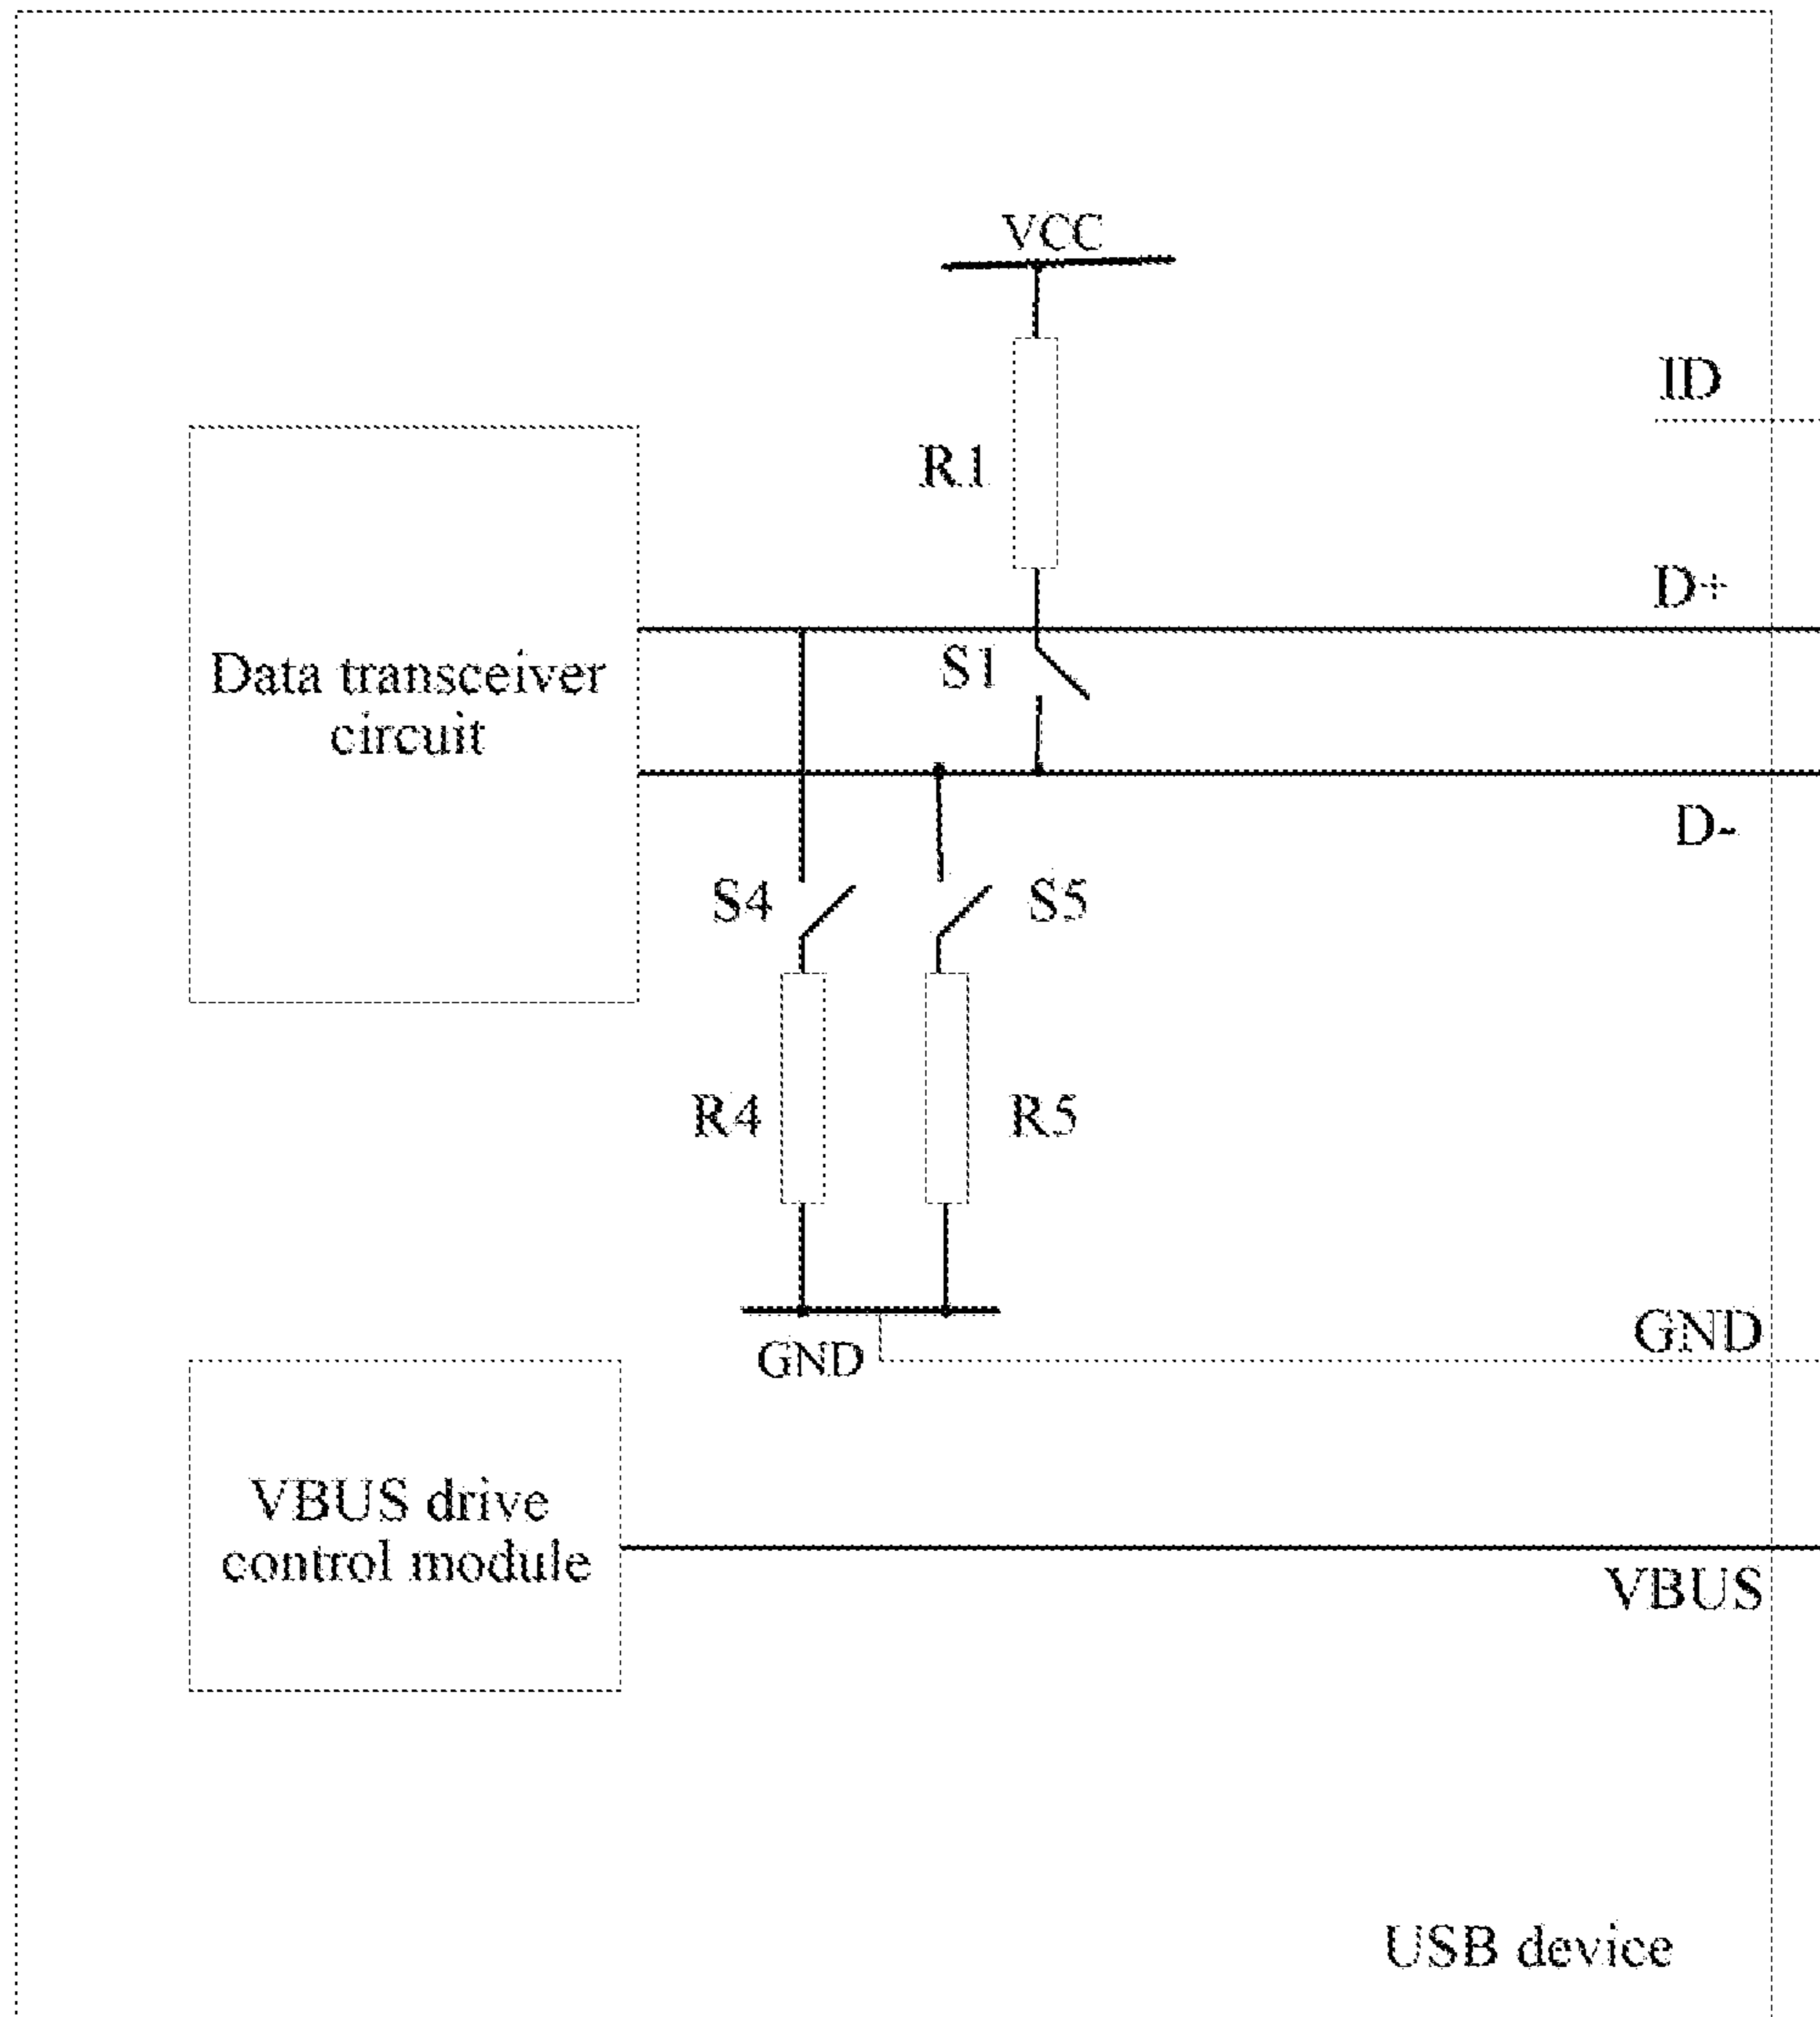 VCC
ID
R1
D+
S1
Data transceiver
circuit
D-
S4
S5
R4
R5
GND
GND
VBUS drive
control module
VBUS
USB device